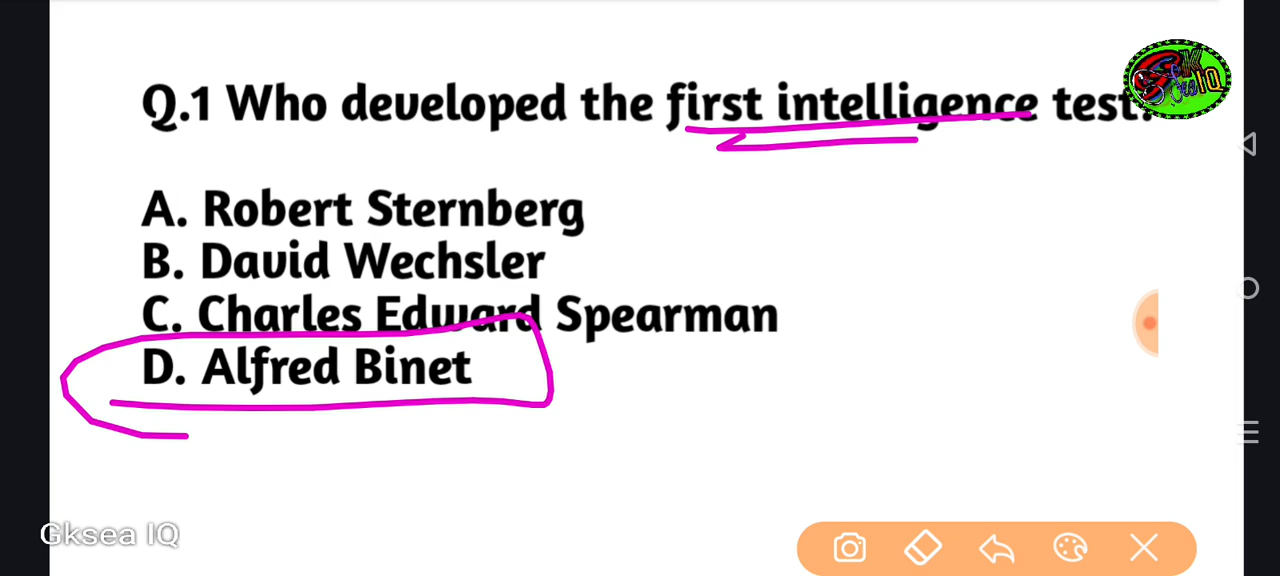 Q.1 Who developed the first intelligence test?
A. Robert Sternberg
B. David Wechsler
C. Charles Edward Spearman
D. Alfred Binet
Gksea IQ